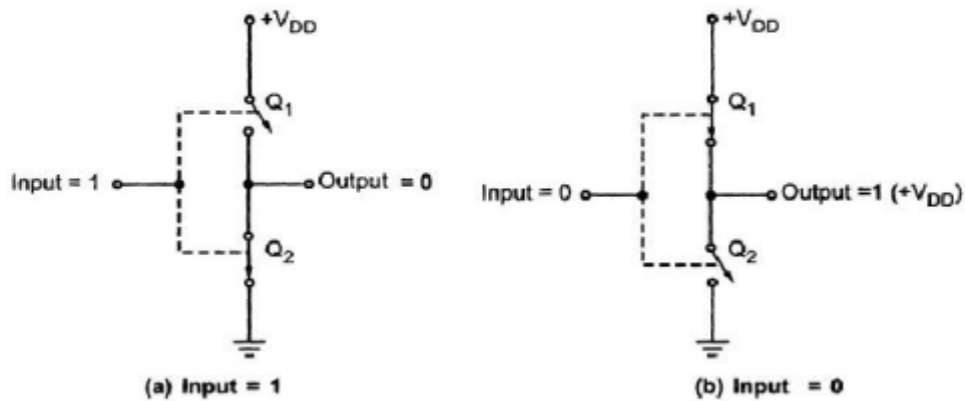 +VDD
Q1
Input = 1
Output = 0
Q2
(a) Input = 1
+VDD
Q1
Input = 0
Output =1 (+VDD)
Q2
(b) Input = 0